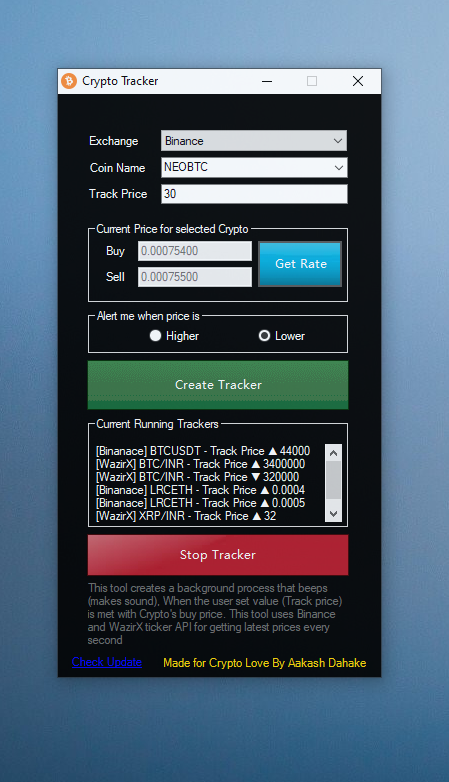 Crypto Tracker
Exchange Binance
Coin Name NEOBTC
Track Price 30
Current Price for selected Crypto
Buy 0.00075400
Sell 0.00075500
Get Rate
Alert me when price is
Higher Lower
Create Tracker
Current Running Trackers
[Binanace] BTCUSDT - Track Price ▲ 44000
[WazirX] BTC/INR - Track Price ▲ 3400000
[WazirX] BTC/INR - Track Price ▼ 320000
[Binanace] LRCETH - Track Price ▲ 0.0004
[Binanace] LRCETH - Track Price ▲ 0.0005
[WazirX] XRP/INR - Track Price ▲ 32
Stop Tracker
This tool creates a background process that beeps
(makes sound), When the user set value (Track price)
is met with Crypto's buy price. This tool uses Binance
and WazirX ticker API for getting latest prices every
second
Check Update Made for Crypto Love By Aakash Dahake